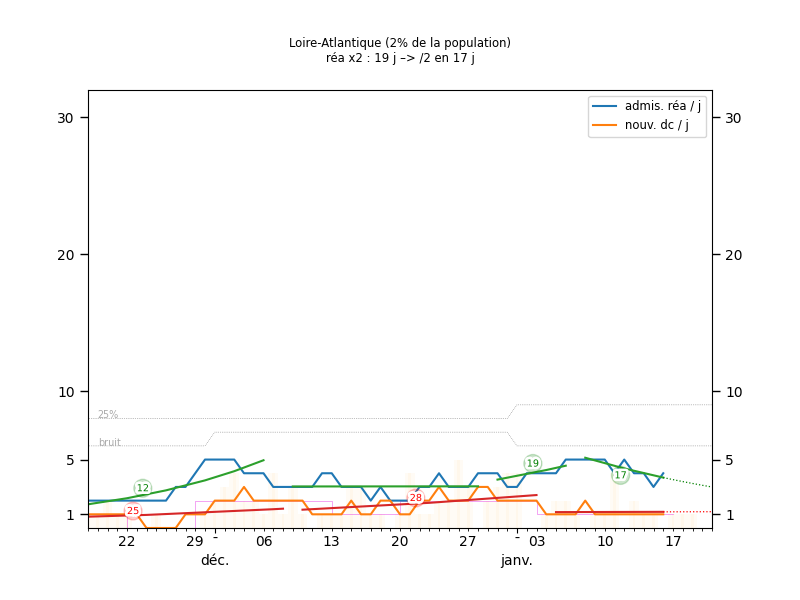 Loire-Atlantique (2% de la population)
réa x2 : 19 j –> /2 en 17 j
admis. réa / j
nouv. dc / j
30 30
20 20
10 10
25%
bruit
5 5
19
17
12
28
25
1 1
22 29 - 06 13 20 27 - 03 10 17
déc. janv.